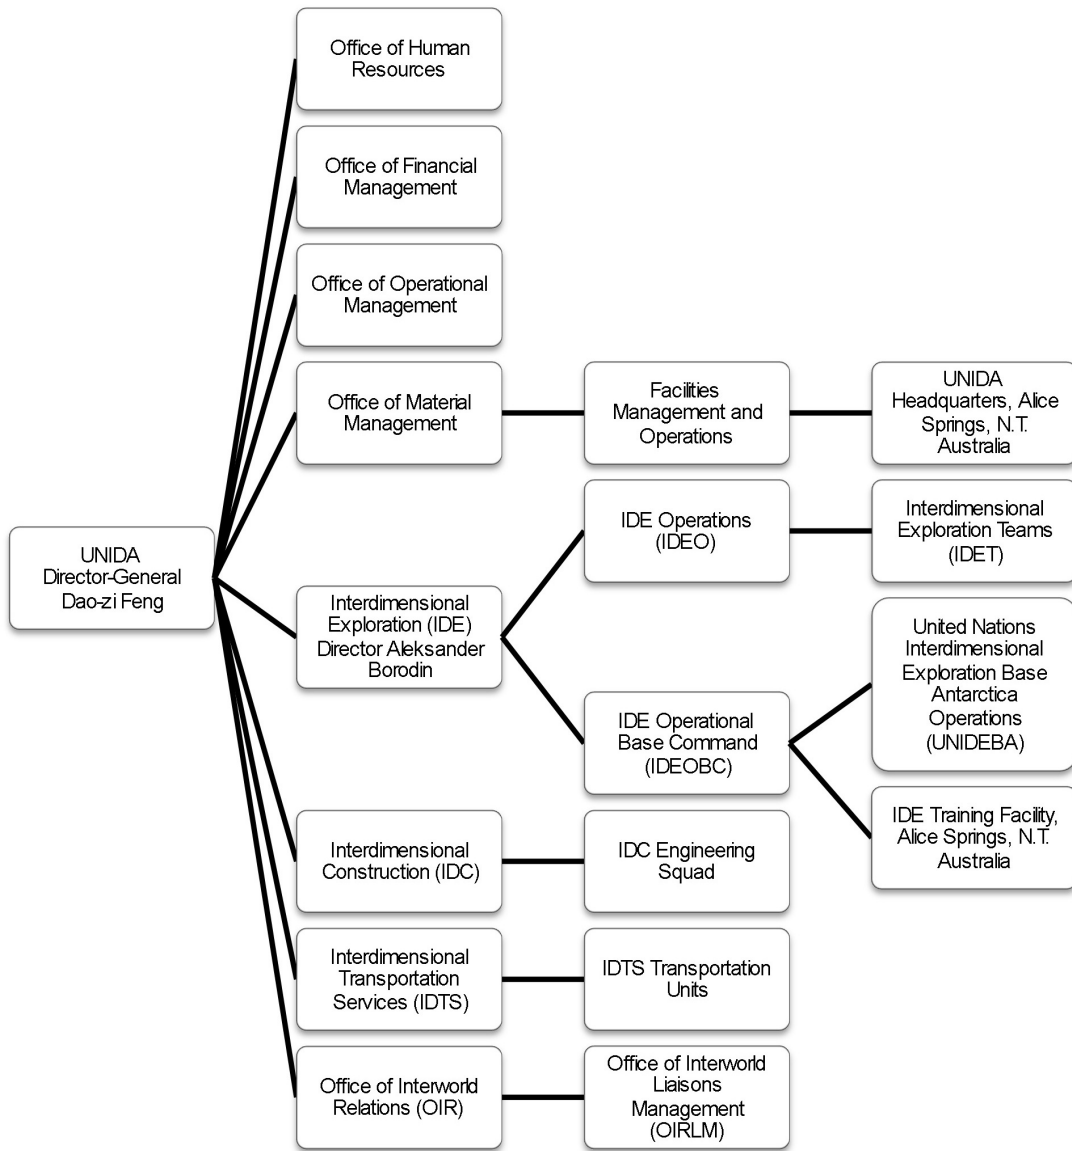 Office of Human
Resources
Office of Financial
Management
Office of Operational
Management
Office of Material
Management
Facilities
Management and
Operations
UNIDA
Headquarters, Alice
Springs, N.T.
Australia
UNIDA
Director-General
Dao-zi Feng
Interdimensional
Exploration (IDE)
Director Aleksander
Borodin
IDE Operations
(IDEO)
Interdimensional
Exploration Teams
(IDET)
IDE Operational
Base Command
(IDEOBC)
United Nations
Interdimensional
Exploration Base
Antarctica
Operations
(UNIDEBA)
IDE Training Facility,
Alice Springs, N.T.
Australia
Interdimensional
Construction (IDC)
IDC Engineering
Squad
Interdimensional
Transportation
Services (IDTS)
IDTS Transportation
Units
Office of Interworld
Relations (OIR)
Office of Interworld
Liaisons
Management
(OIRLM)